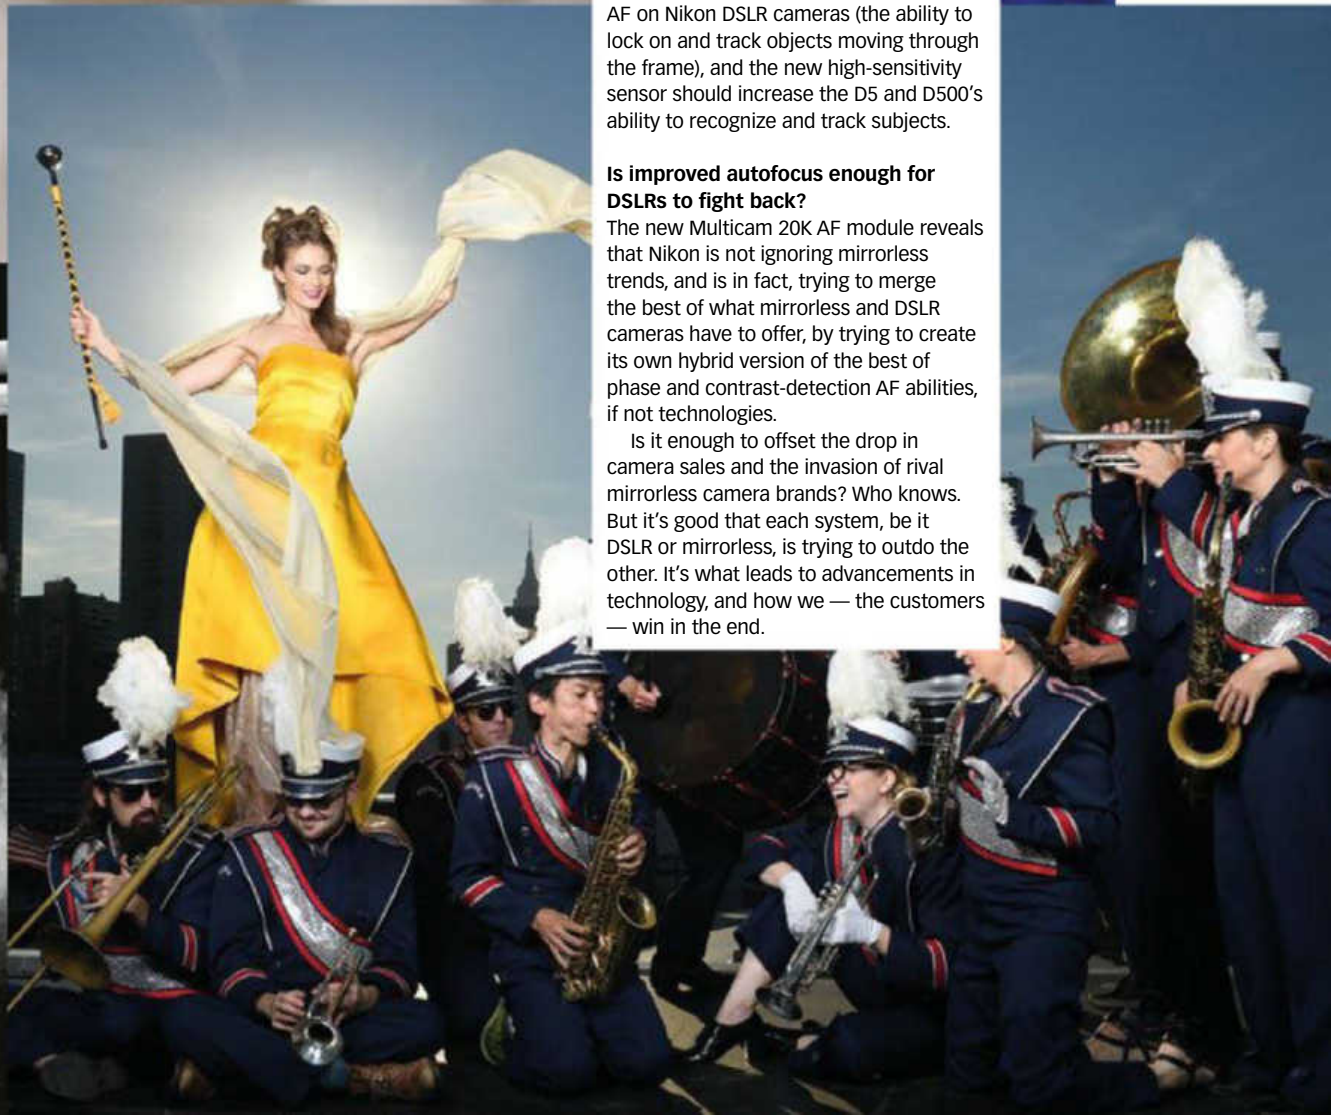 AF on Nikon DSLR cameras (the ability to
lock on and track objects moving through
the frame), and the new high-sensitivity
sensor should increase the D5 and D500's
ability to recognize and track subjects.
Is improved autofocus enough for
DSLRs to fight back?
The new Multicam 20K AF module reveals
that Nikon is not ignoring mirrorless
trends, and is in fact, trying to merge
the best of what mirrorless and DSLR
cameras have to offer, by trying to create
its own hybrid version of the best of
phase and contrast-detection AF abilities,
if not technologies.
Is it enough to offset the drop in
camera sales and the invasion of rival
mirrorless camera brands? Who knows.
But it's good that each system, be it
DSLR or mirrorless, is trying to outdo the
other. It's what leads to advancements in
technology, and how we — the customers
— win in the end.